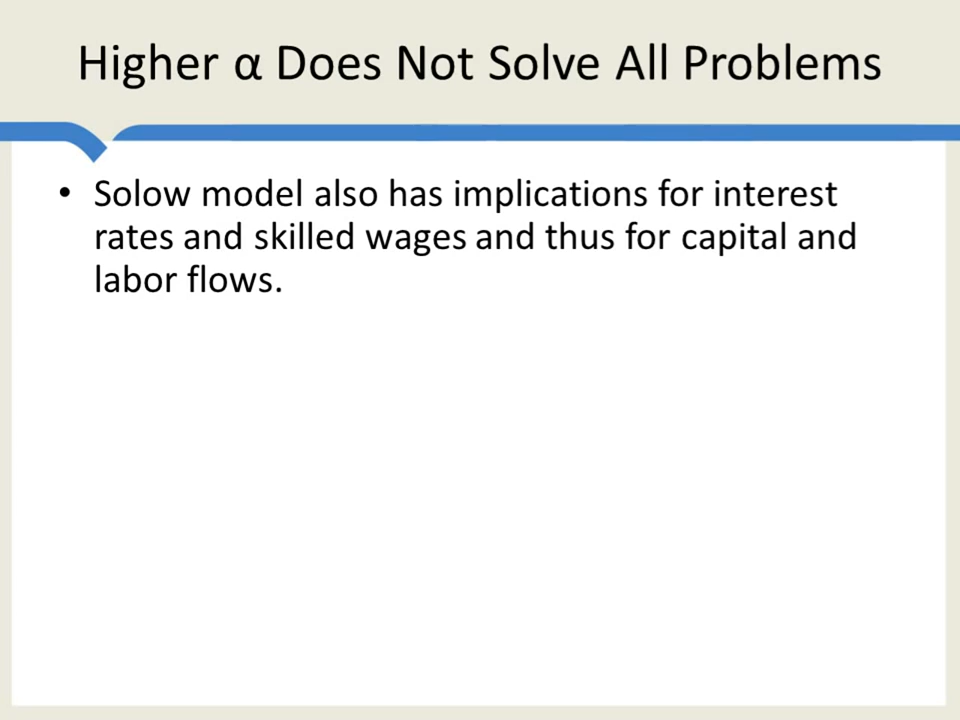 Higher α Does Not Solve All Problems
• Solow model also has implications for interest
rates and skilled wages and thus for capital and
labor flows.